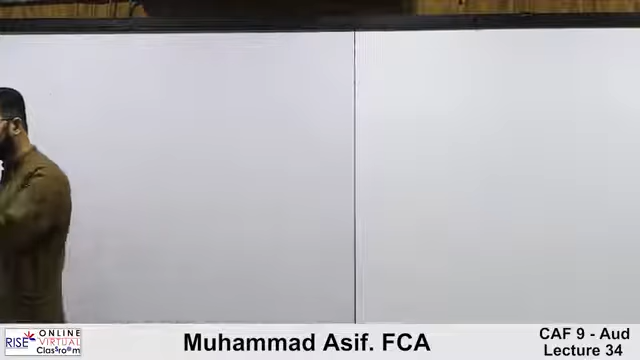 RISE
ONLINE
VIRTUAL
Classroom
Muhammad Asif. FCA
CAF 9 - Aud
Lecture 34